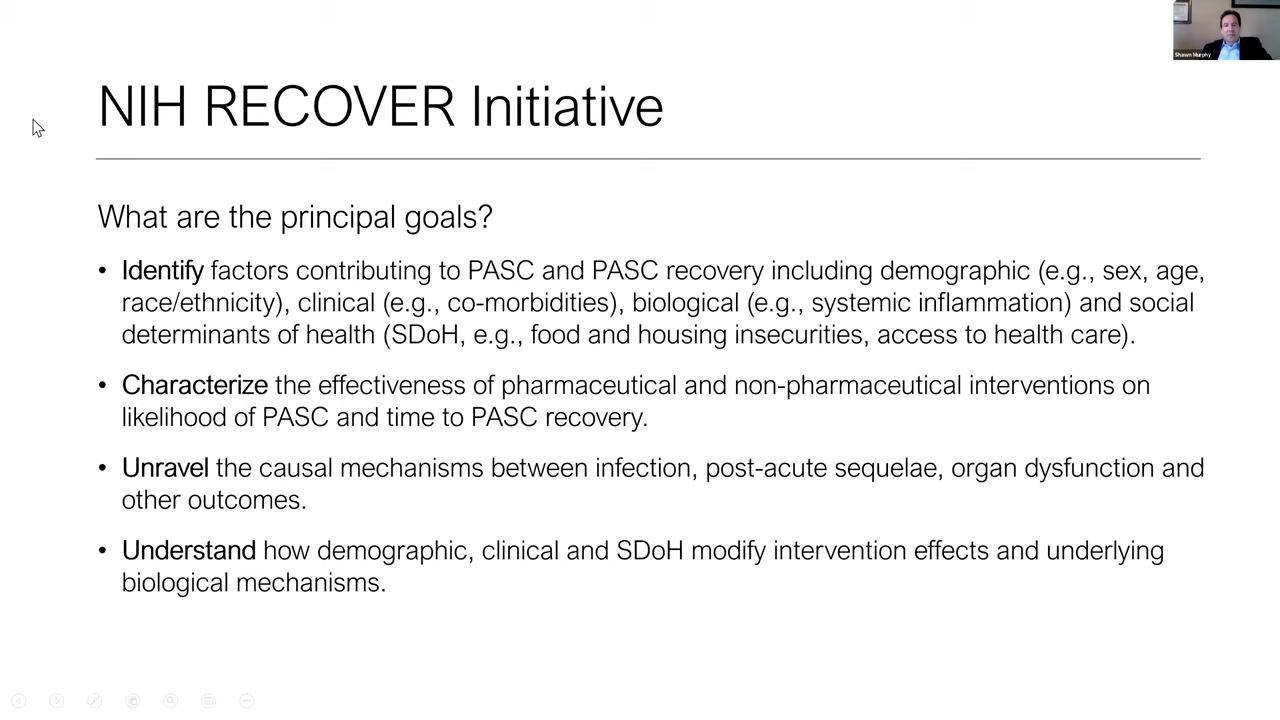 Shawn Murphy
NIH RECOVER Initiative
What are the principal goals?
• Identify factors contributing to PASC and PASC recovery including demographic (e.g., sex, age,
race/ethnicity), clinical (e.g., co-morbidities), biological (e.g., systemic inflammation) and social
determinants of health (SDoH, e.g., food and housing insecurities, access to health care).
• Characterize the effectiveness of pharmaceutical and non-pharmaceutical interventions on
likelihood of PASC and time to PASC recovery.
• Unravel the causal mechanisms between infection, post-acute sequelae, organ dysfunction and
other outcomes.
• Understand how demographic, clinical and SDoH modify intervention effects and underlying
biological mechanisms.